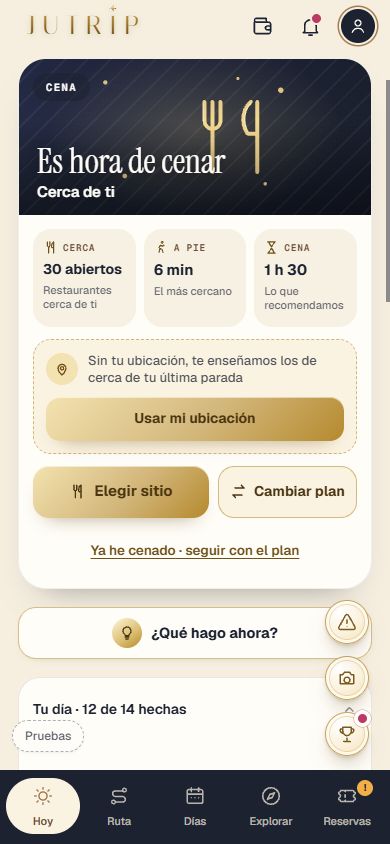 JUTRIP
CENA
Es hora de cenar
Cerca de ti
CERCA
30 abiertos
Restaurantes
cerca de ti
A PIE
6 min
El más cercano
CENA
1 h 30
Lo que
recomendamos
Sin tu ubicación, te enseñamos los de
cerca de tu última parada
Usar mi ubicación
Elegir sitio
Cambiar plan
Ya he cenado · seguir con el plan
¿Qué hago ahora?
Tu día · 12 de 14 hechas
Pruebas
Hoy
Ruta
Días
Explorar
!
Reservas